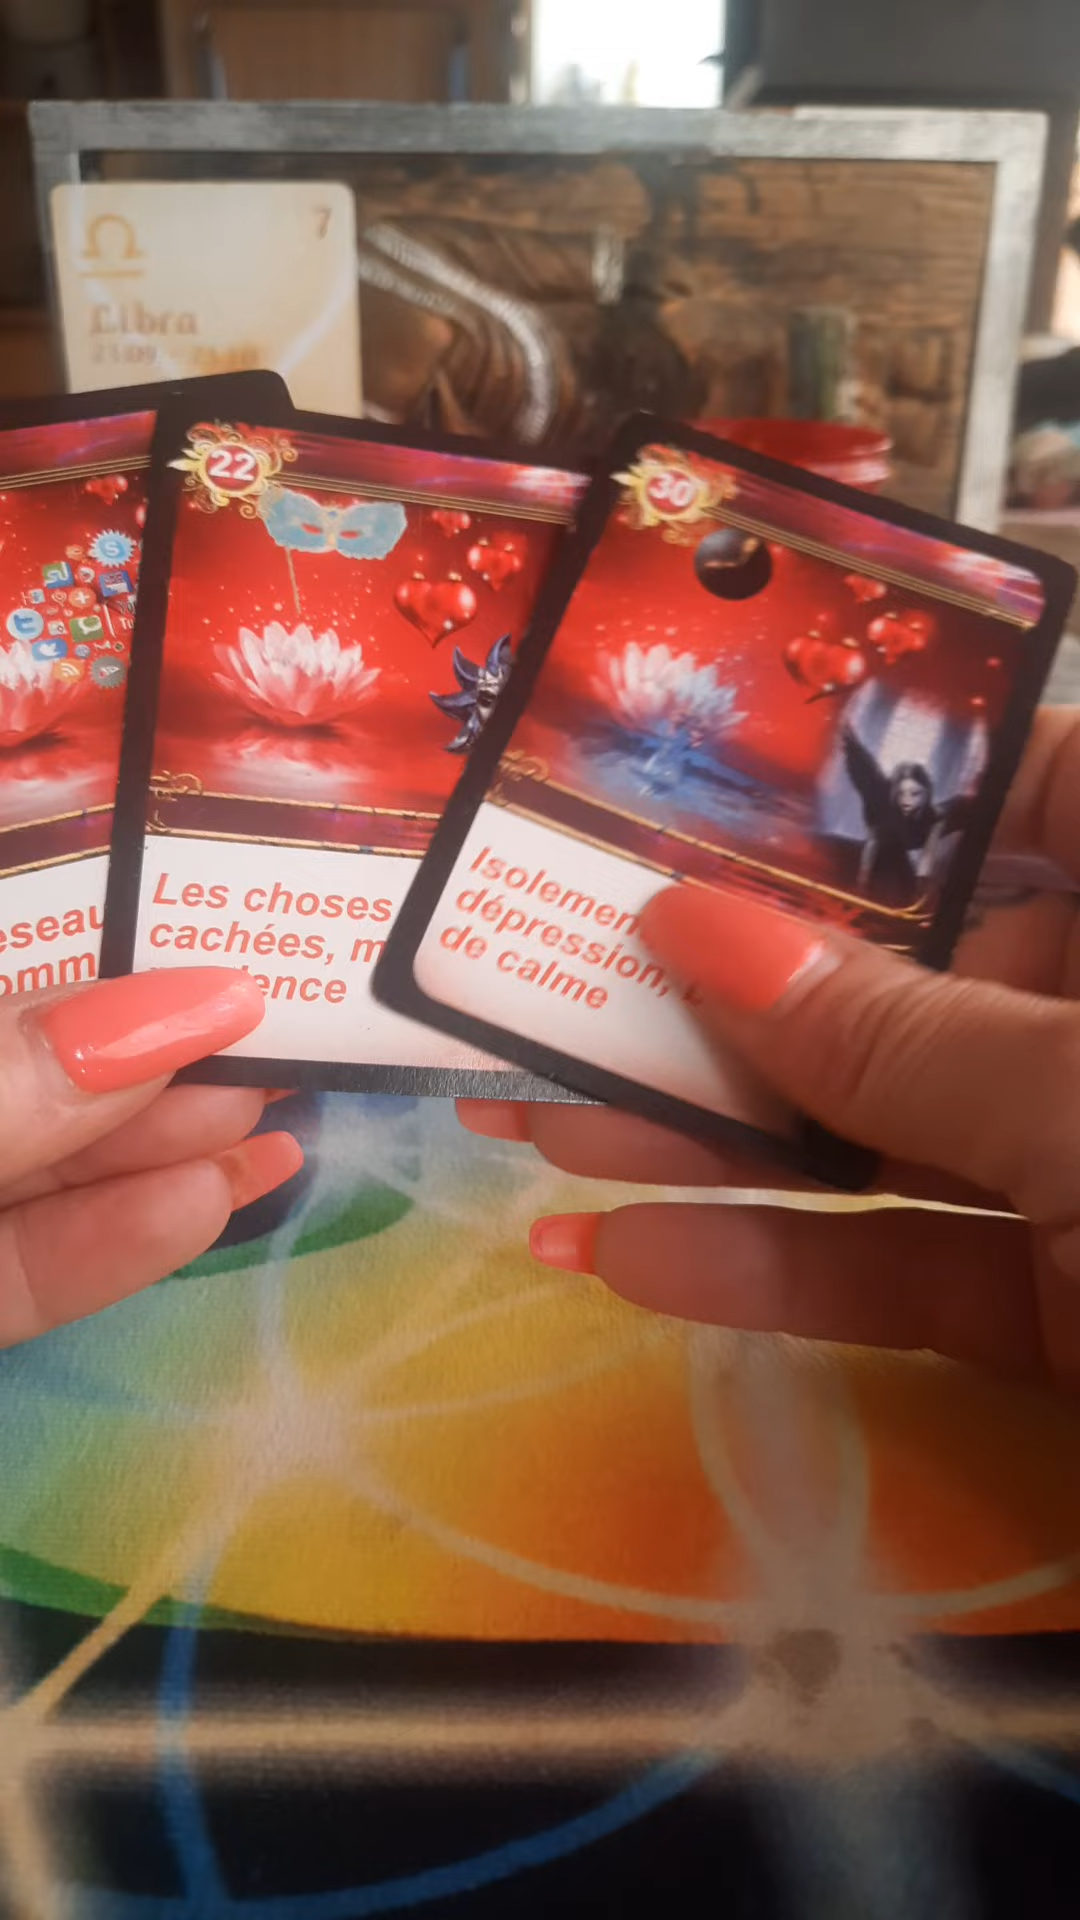 7
Libra
22
30
Les choses
cachées, m
ence
Isolemen
dépression,
de calme
eseau
omm